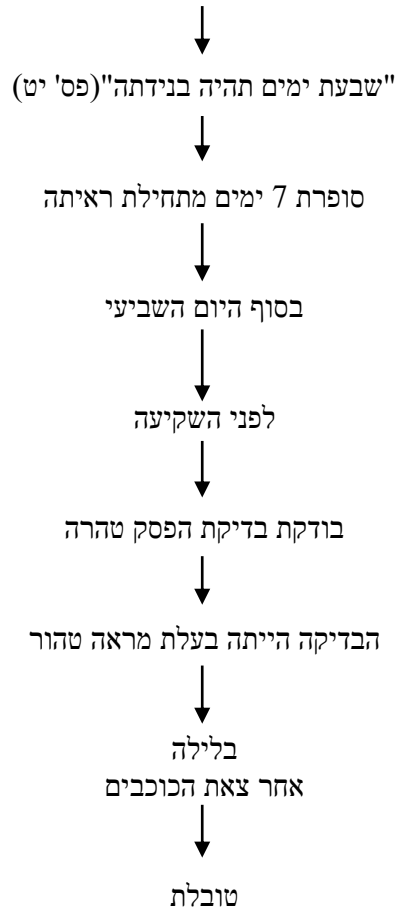 "שבעת ימים תהיה בנידתה"(פס' יט)
סופרת 7 ימים מתחילת ראיתה
בסוף היום השביעי
לפני השקיעה
בודקת בדיקת הפסק טהרה
הבדיקה הייתה בעלת מראה טהור
בלילה
אחר צאת הכוכבים
טובלת